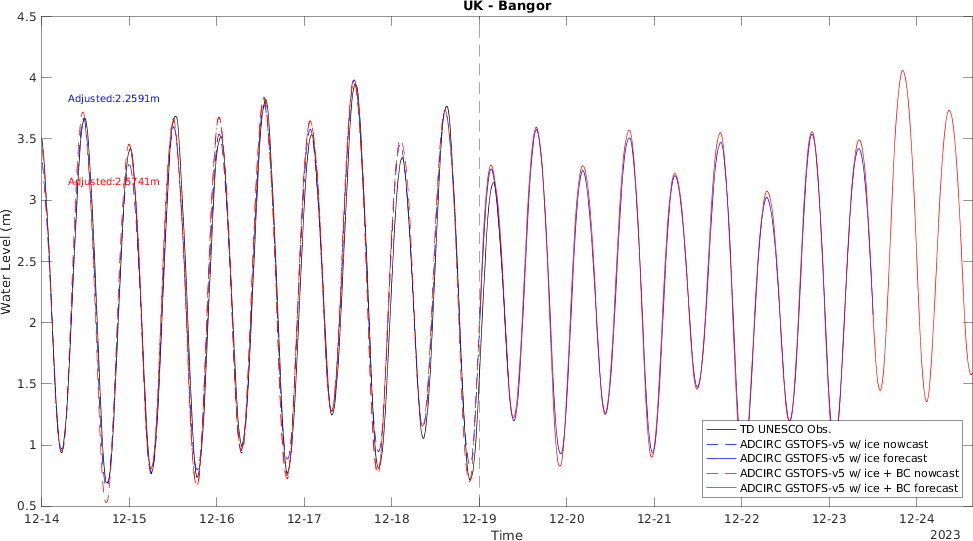 UK - Bangor
4.5
4
3.5
3
2.5
2
1.5
1
0.5
Water Level (m)
Adjusted:2.2591m
Adjusted:2.5741m
TD UNESCO Obs.
ADCIRC GSTOFS-v5 w/ ice nowcast
ADCIRC GSTOFS-v5 w/ ice forecast
ADCIRC GSTOFS-v5 w/ ice + BC nowcast
ADCIRC GSTOFS-v5 w/ ice + BC forecast
12-14 12-15 12-16 12-17 12-18 12-19 12-20 12-21 12-22 12-23 12-24
Time
2023